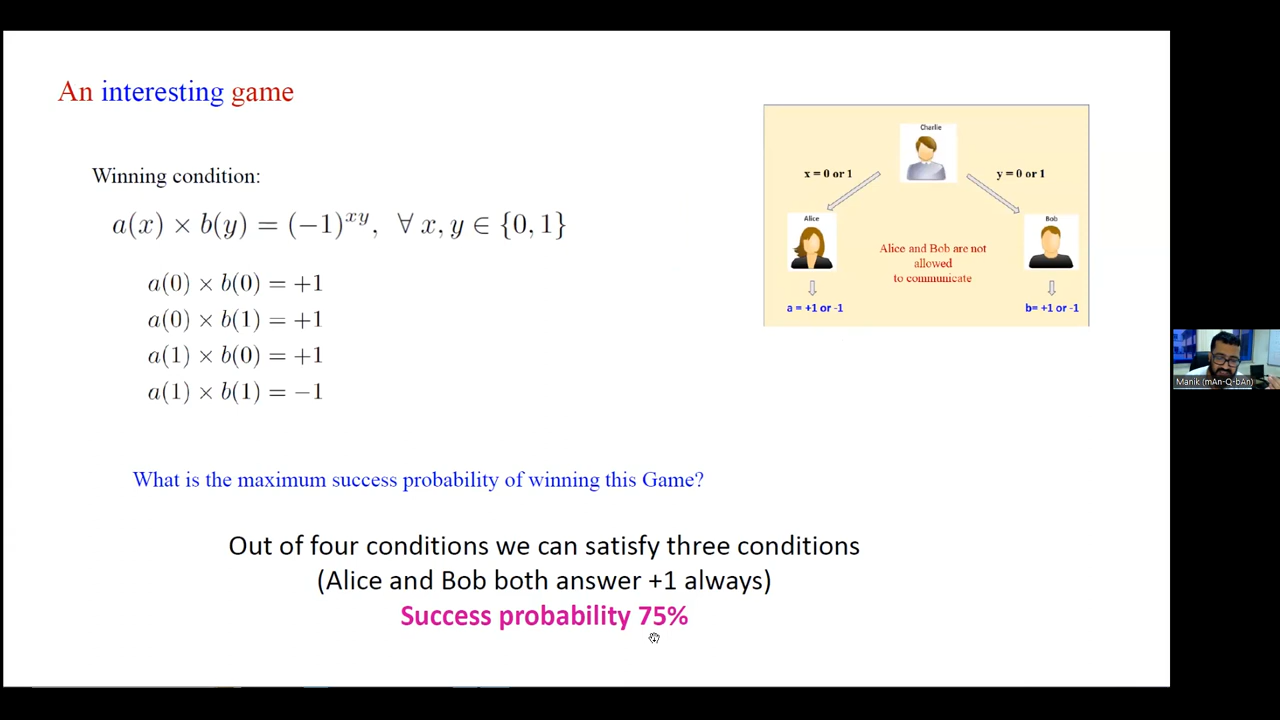 An interesting game
Winning condition:
a(x) × b(y) = (−1)^{xy}, ∀ x, y ∈ {0, 1}
a(0) × b(0) = +1
a(0) × b(1) = +1
a(1) × b(0) = +1
a(1) × b(1) = −1
Charlie
x = 0 or 1
y = 0 or 1
Alice
Bob
Alice and Bob are not
allowed
to communicate
a = +1 or -1
b= +1 or -1
Manik (mAn-Q-bAn)
What is the maximum success probability of winning this Game?
Out of four conditions we can satisfy three conditions
(Alice and Bob both answer +1 always)
Success probability 75%